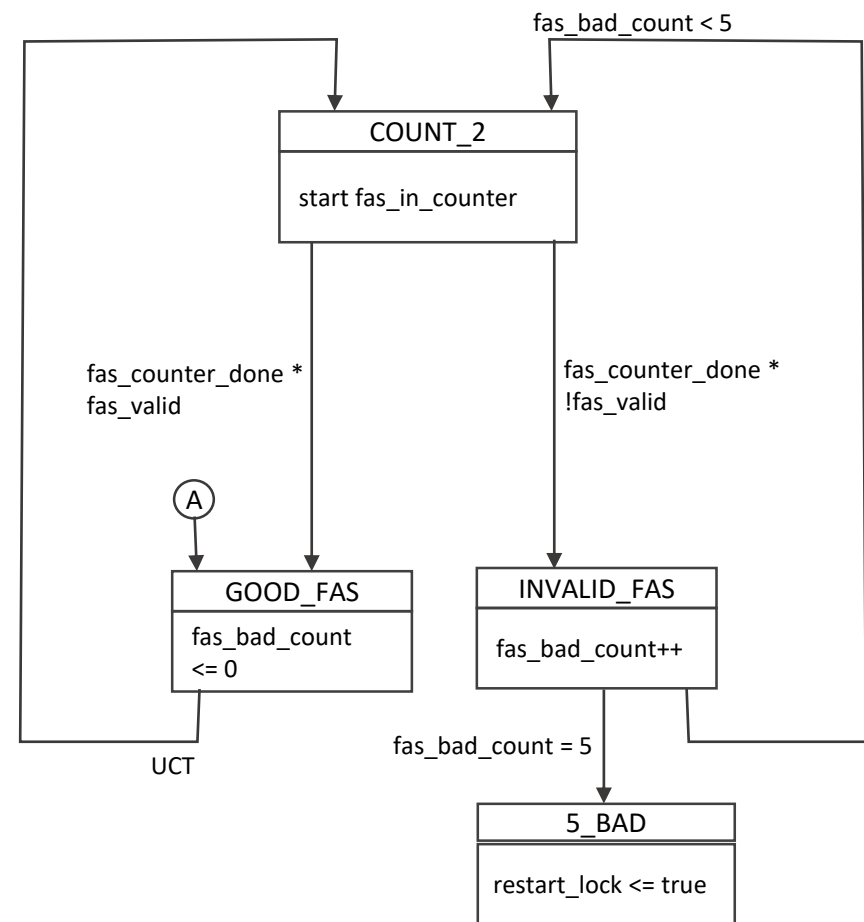 fas_bad_count < 5
COUNT_2
start fas_in_counter
fas_counter_done *
fas_valid
fas_counter_done *
!fas_valid
A
GOOD_FAS
fas_bad_count
<= 0
INVALID_FAS
fas_bad_count++
UCT
fas_bad_count = 5
5_BAD
restart_lock <= true